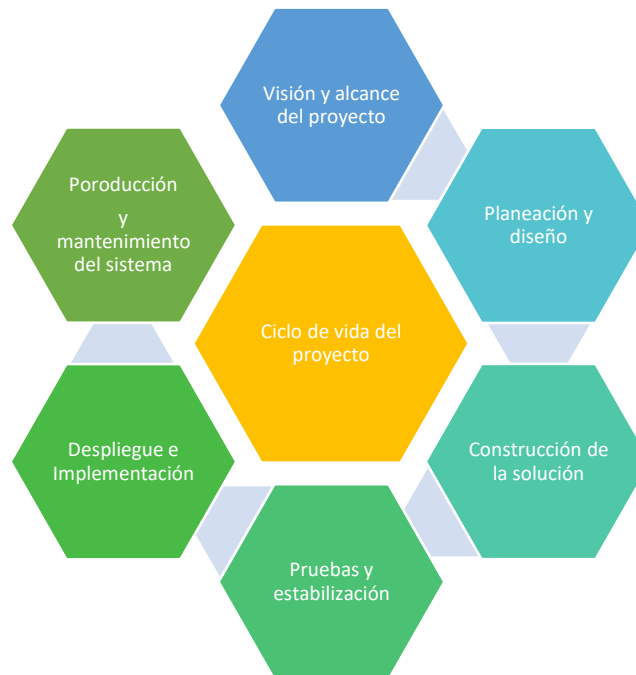 Visión y alcance
del proyecto
Planeación y
diseño
Construcción de
la solución
Pruebas y
estabilización
Despliegue e
Implementación
Poroducción
y
mantenimiento
del sistema
Ciclo de vida del
proyecto